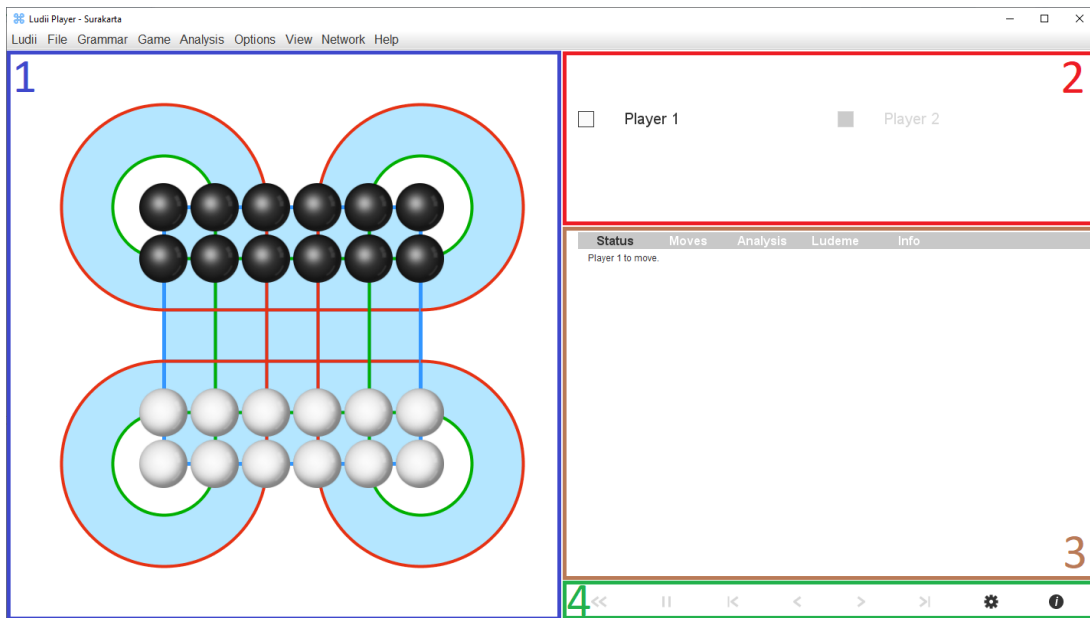 Ludii Player - Surakarta
Ludii File Grammar Game Analysis Options View Network Help
1
2
Player 1 Player 2
Status Moves Analysis Ludeme Info
Player 1 to move.
3
4